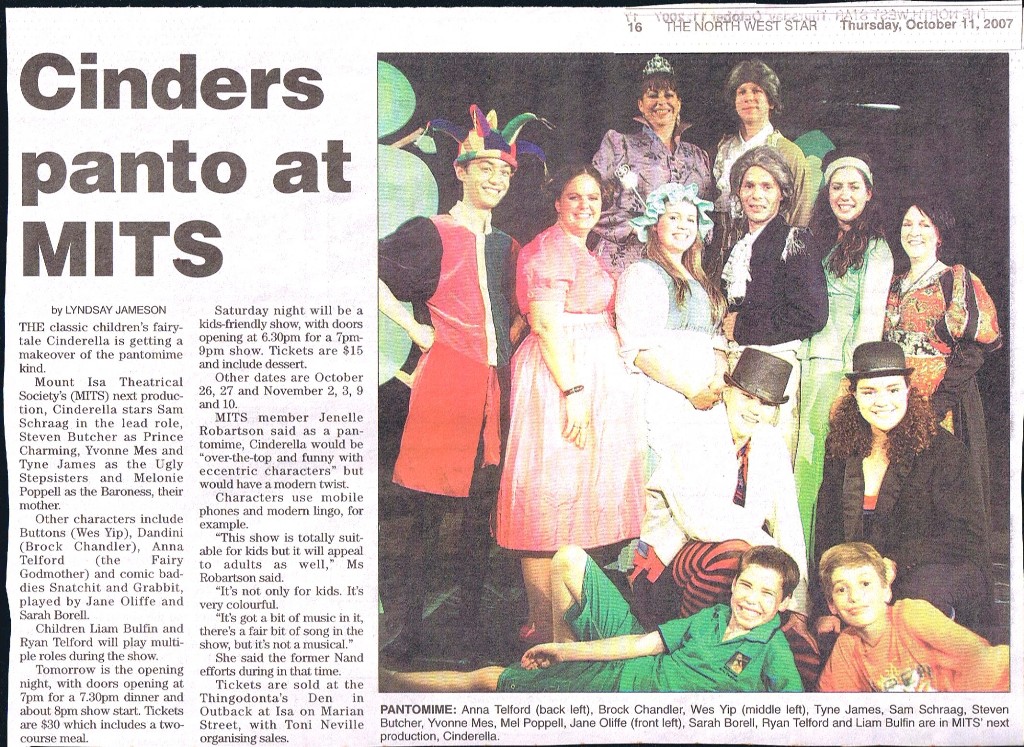 16 THE NORTH WEST STAR Thursday, October 11, 2007
Cinders
panto at
MITS
by LYNDSAY JAMESON
THE classic children's fairy-
tale Cinderella is getting a
makeover of the pantomime
kind.
Mount Isa Theatrical
Society's (MITS) next produc-
tion, Cinderella stars Sam
Schraag in the lead role,
Steven Butcher as Prince
Charming, Yvonne Mes and
Tyne James as the Ugly
Stepsisters and Melonie
Poppell as the Baroness, their
mother.
Other characters include
Buttons (Wes Yip), Dandini
(Brock Chandler), Anna
Telford (the Fairy
Godmother) and comic bad-
dies Snatchit and Grabbit,
played by Jane Oliffe and
Sarah Borell.
Children Liam Bulfin and
Ryan Telford will play multi-
ple roles during the show.
Tomorrow is the opening
night, with doors opening at
7pm for a 7.30pm dinner and
about 8pm show start. Tickets
are $30 which includes a two-
course meal.
Saturday night will be a
kids-friendly show, with doors
opening at 6.30pm for a 7pm-
9pm show. Tickets are $15
and include dessert.
Other dates are October
26, 27 and November 2, 3, 9
and 10.
MITS member Jenelle
Robartson said as a pan-
tomime, Cinderella would be
"over-the-top and funny with
eccentric characters" but
would have a modern twist.
Characters use mobile
phones and modern lingo, for
example.
"This show is totally suit-
able for kids but it will appeal
to adults as well," Ms
Robartson said.
"It's not only for kids. It's
very colourful.
"It's got a bit of music in it,
there's a fair bit of song in the
show, but it's not a musical."
She said the former Nand
efforts during in that time.
Tickets are sold at the
Thingodonta's Den in
Outback at Isa on Marian
Street, with Toni Neville
organising sales.
PANTOMIME: Anna Telford (back left), Brock Chandler, Wes Yip (middle left), Tyne James, Sam Schraag, Steven
Butcher, Yvonne Mes, Mel Poppell, Jane Oliffe (front left), Sarah Borell, Ryan Telford and Liam Bulfin are in MITS' next
production, Cinderella.